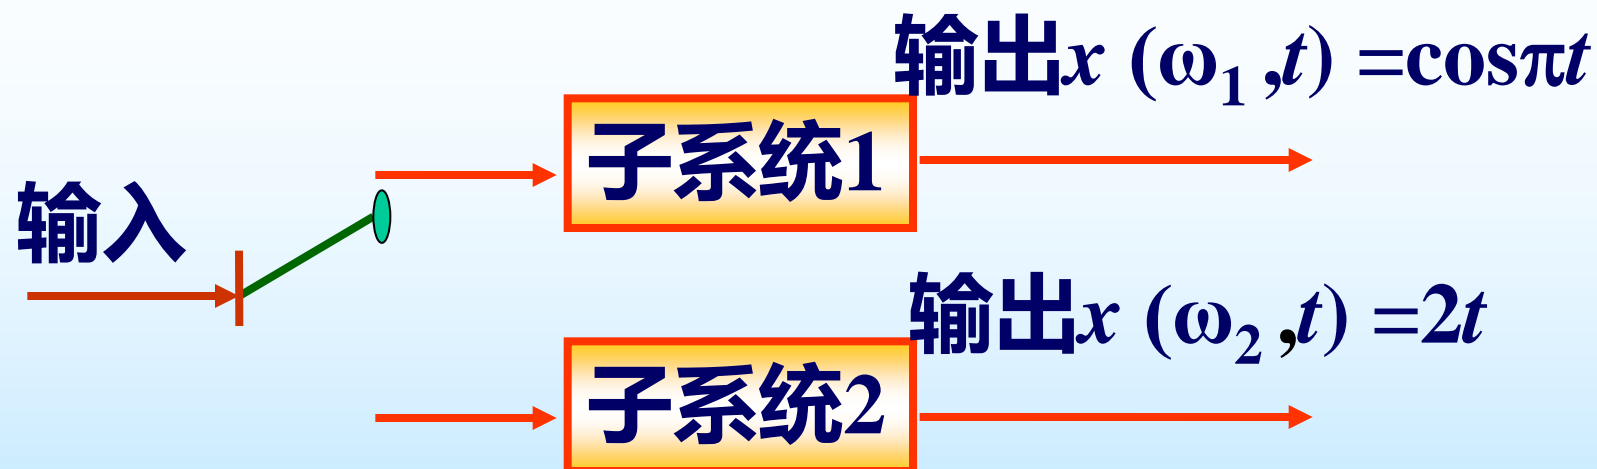 输出x (ω₁ ,t) =cosπt
子系统1
输入
输出x (ω₂ ,t) =2t
子系统2